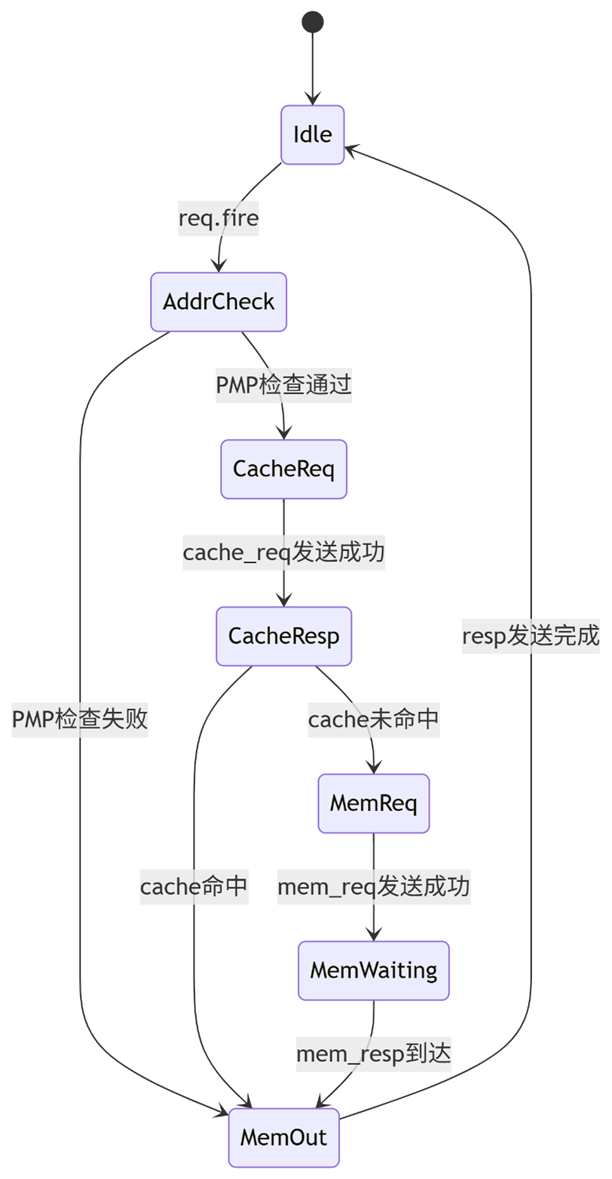 Idle
req.fire
AddrCheck
PMP检查通过
CacheReq
cache_req发送成功
CacheResp
resp发送完成
PMP检查失败
cache未命中
MemReq
cache命中
mem_req发送成功
MemWaiting
mem_resp到达
MemOut